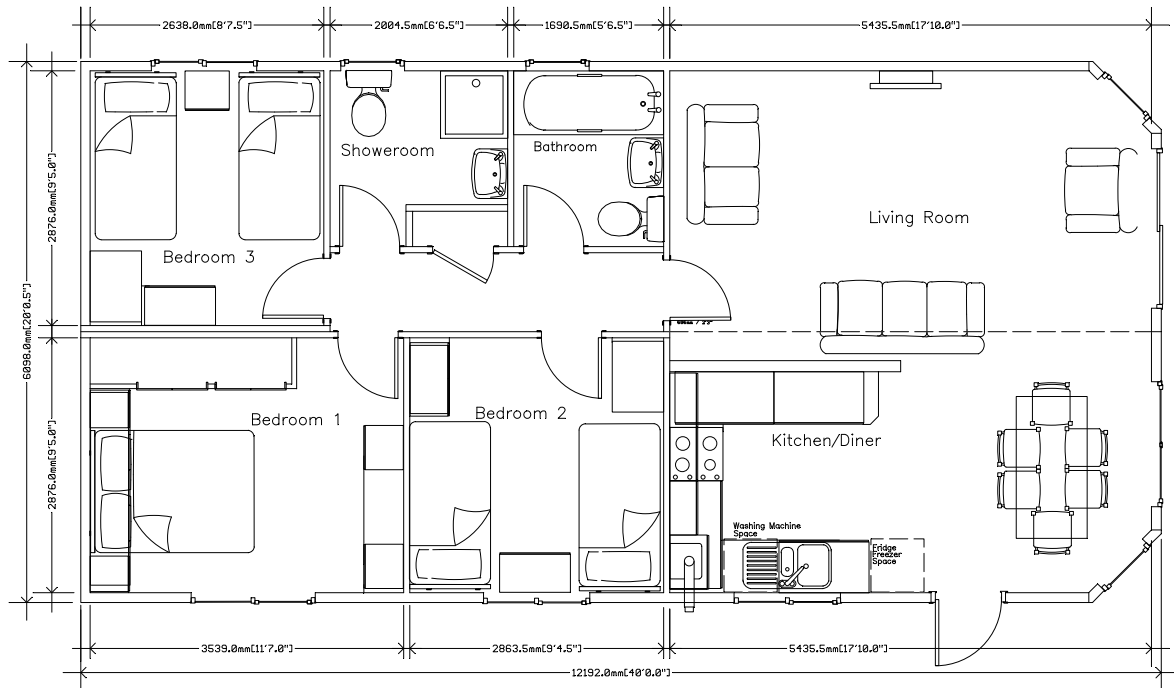 2638.0mm[8'7.5"]
2004.5mm[6'6.5"]
1690.5mm[5'6.5"]
5435.5mm[17'10.0"]
Showeroom
Bathroom
2876.0mm[9'5.0"]
Living Room
Bedroom 3
6098.0mm[20'0.5"]
Bedroom 1
Bedroom 2
Kitchen/Diner
2876.0mm[9'5.0"]
Washing Machine
Space
Fridge
Freezer
Space
3539.0mm[11'7.0"]
2863.5mm[9'4.5"]
5435.5mm[17'10.0"]
12192.0mm[40'0.0"]